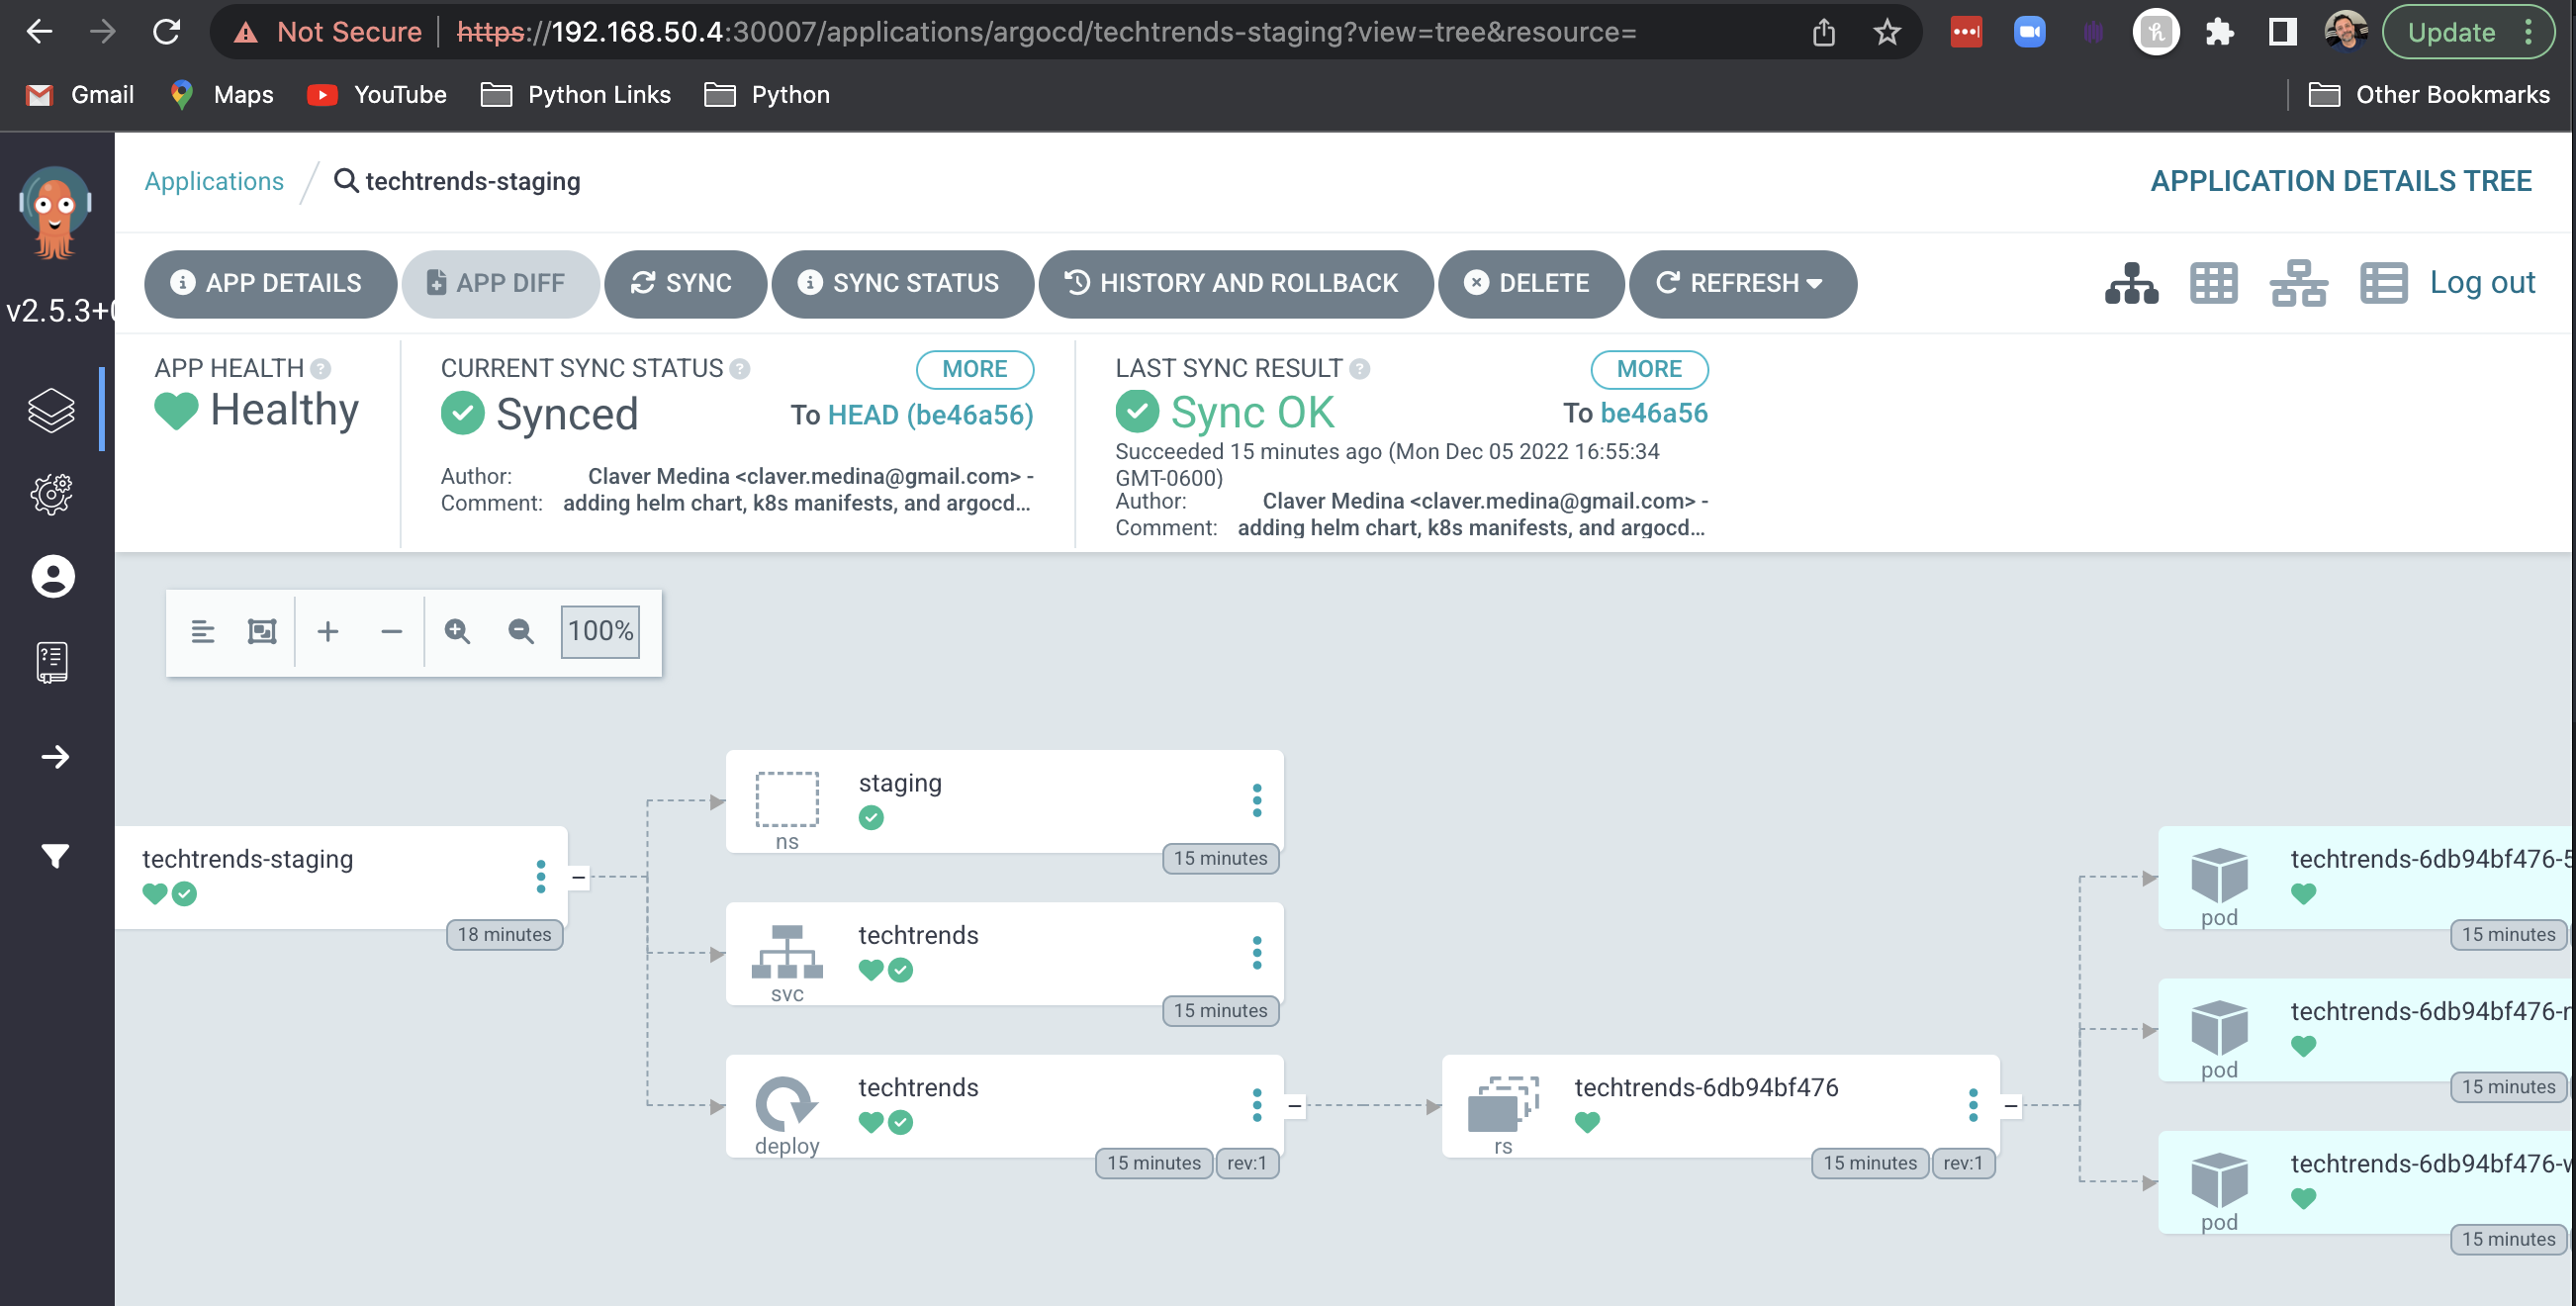 Not Secure https://192.168.50.4:30007/applications/argocd/techtrends-staging?view=tree&resource= Update
Gmail Maps YouTube Python Links Python Other Bookmarks
Applications techtrends-staging APPLICATION DETAILS TREE
v2.5.3+
APP DETAILS APP DIFF SYNC SYNC STATUS HISTORY AND ROLLBACK DELETE REFRESH Log out
APP HEALTH ?
Healthy
CURRENT SYNC STATUS ? MORE
Synced To HEAD (be46a56)
Author: Claver Medina <claver.medina@gmail.com> -
Comment: adding helm chart, k8s manifests, and argocd...
LAST SYNC RESULT ? MORE
Sync OK To be46a56
Succeeded 15 minutes ago (Mon Dec 05 2022 16:55:34
GMT-0600)
Author: Claver Medina <claver.medina@gmail.com> -
Comment: adding helm chart, k8s manifests, and argocd...
100%
techtrends-staging
18 minutes
staging
ns
15 minutes
techtrends
svc
15 minutes
techtrends
deploy
15 minutes rev:1
techtrends-6db94bf476
rs
15 minutes rev:1
techtrends-6db94bf476-5
pod
15 minutes
techtrends-6db94bf476-r
pod
15 minutes
techtrends-6db94bf476-
pod
15 minutes